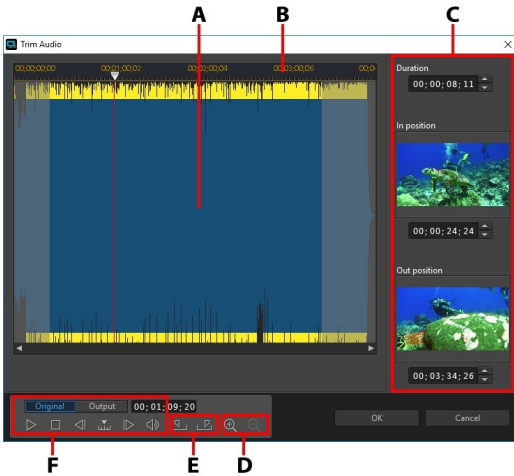 A
B
C
Trim Audio
00;00;00;00 00;01;00;02 00;02;00;04 00;03;00;06 00;0
Duration
00; 00; 08; 11
In position
00; 00; 24; 24
Out position
00; 03; 34; 26
Original Output 00; 01; 09; 20
OK Cancel
F
E
D